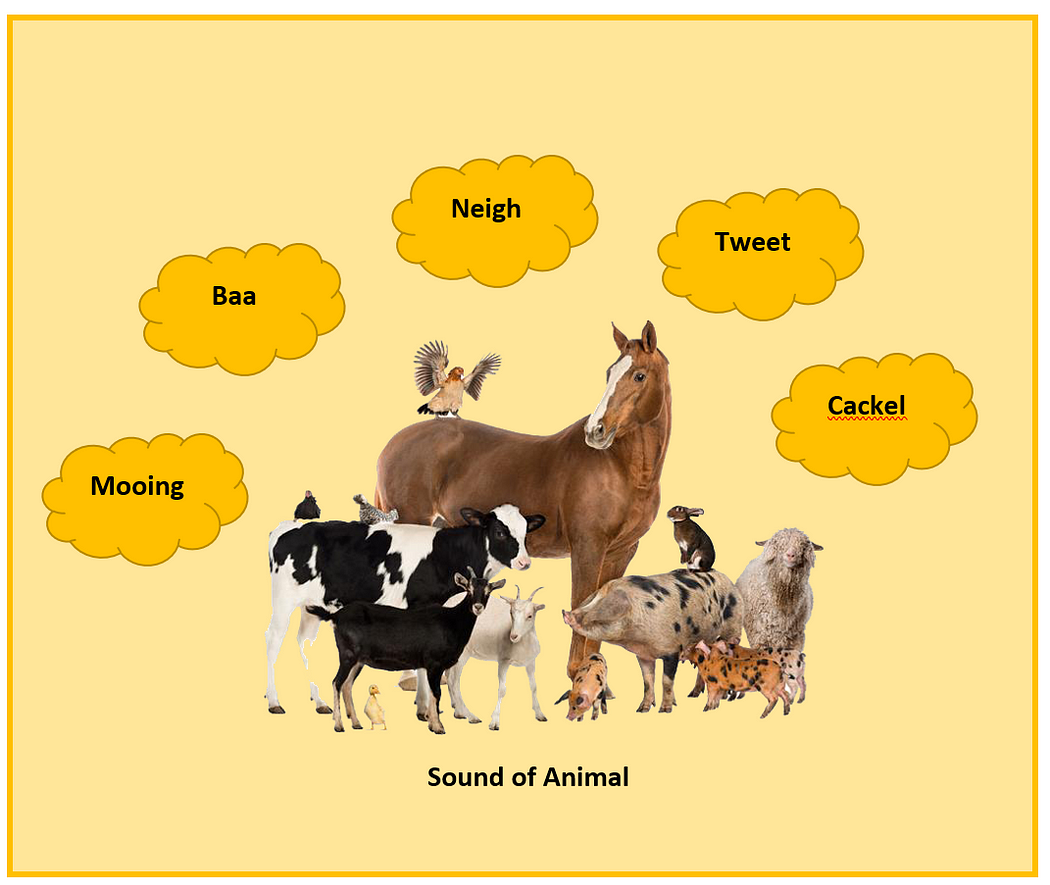 Neigh
Tweet
Baa
Cackel
Mooing
Sound of Animal